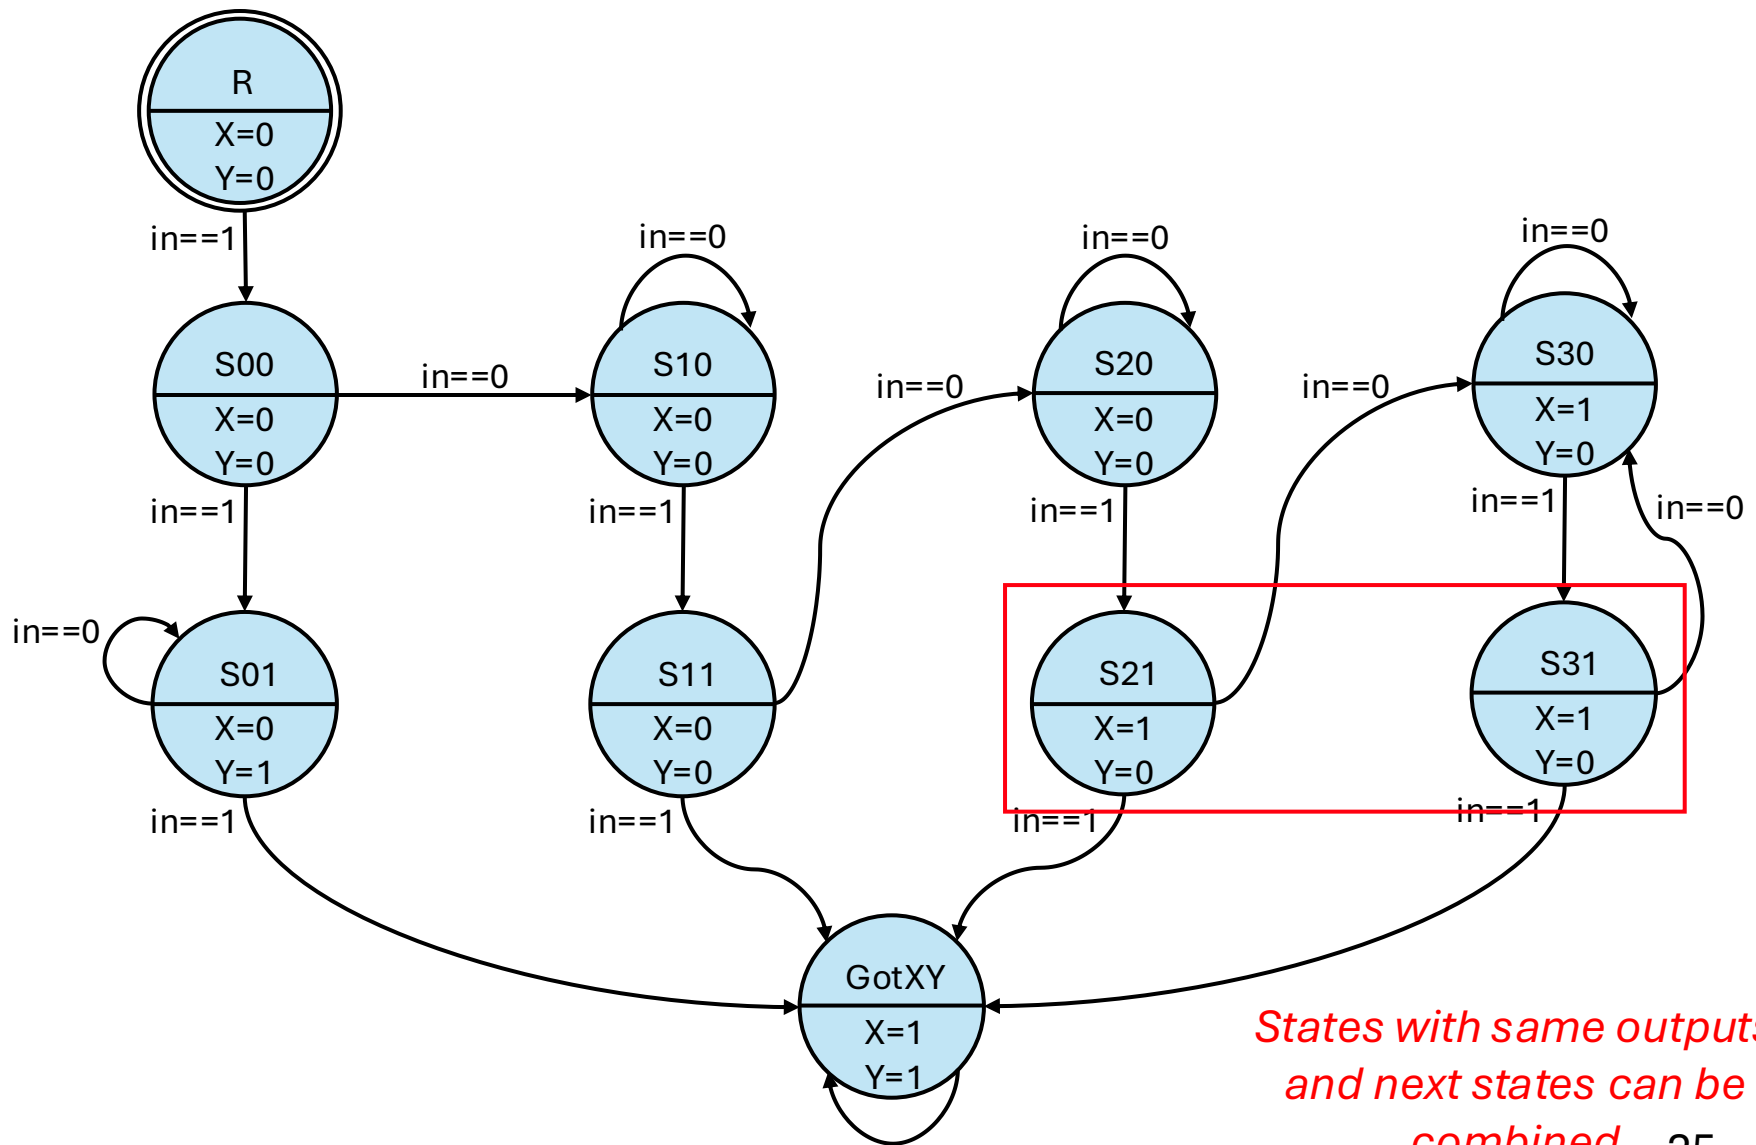 R
X=0
Y=0
in==1
in==0
in==0
in==0
S00
X=0
Y=0
in==0
S10
X=0
Y=0
in==0
S20
X=0
Y=0
in==0
S30
X=1
Y=0
in==1
in==1
in==1
in==1
in==0
in==0
S01
X=0
Y=1
S11
X=0
Y=0
S21
X=1
Y=0
S31
X=1
Y=0
in==1
in==1
in==1
in==1
GotXY
X=1
Y=1
States with same outputs
and next states can be
combined